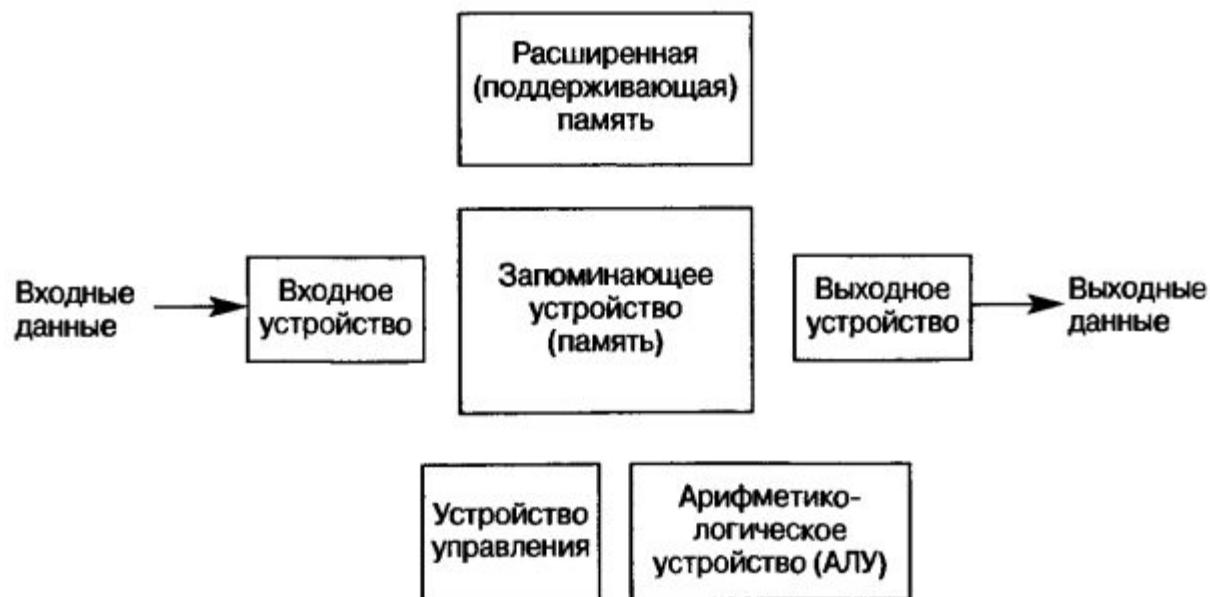 Расширенная
(поддерживающая)
память
Входные
данные
Входное
устройство
Запоминающее
устройство
(память)
Выходное
устройство
Выходные
данные
Устройство
управления
Арифметико-
логическое
устройство (АЛУ)